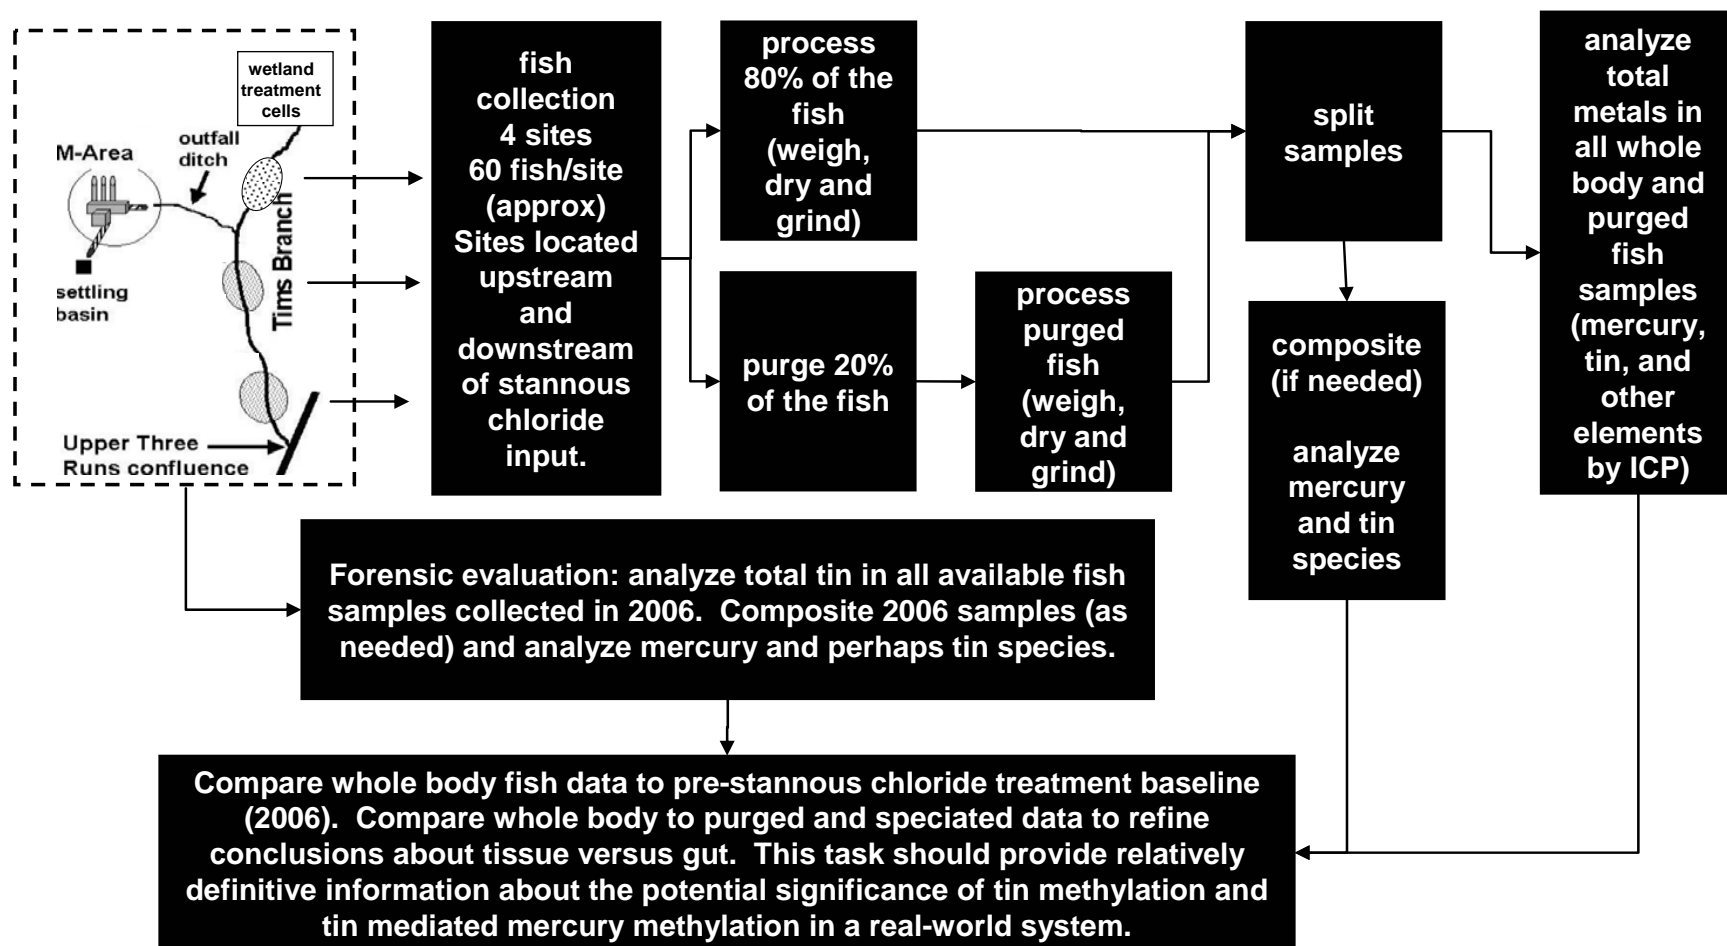 wetland
treatment
cells
outfall
ditch
M-Area
Tims Branch
settling
basin
Upper Three
Runs confluence
fish
collection
4 sites
60 fish/site
(approx)
Sites located
upstream
and
downstream
of stannous
chloride
input.
process
80% of the
fish
(weigh,
dry and
grind)
purge 20%
of the fish
process
purged
fish
(weigh,
dry and
grind)
split
samples
composite
(if needed)
analyze
mercury
and tin
species
analyze
total
metals in
all whole
body and
purged
fish
samples
(mercury,
tin, and
other
elements
by ICP)
Forensic evaluation: analyze total tin in all available fish
samples collected in 2006.  Composite 2006 samples (as
needed) and analyze mercury and perhaps tin species.
Compare whole body fish data to pre-stannous chloride treatment baseline
(2006).  Compare whole body to purged and speciated data to refine
conclusions about tissue versus gut.  This task should provide relatively
definitive information about the potential significance of tin methylation and
tin mediated mercury methylation in a real-world system.